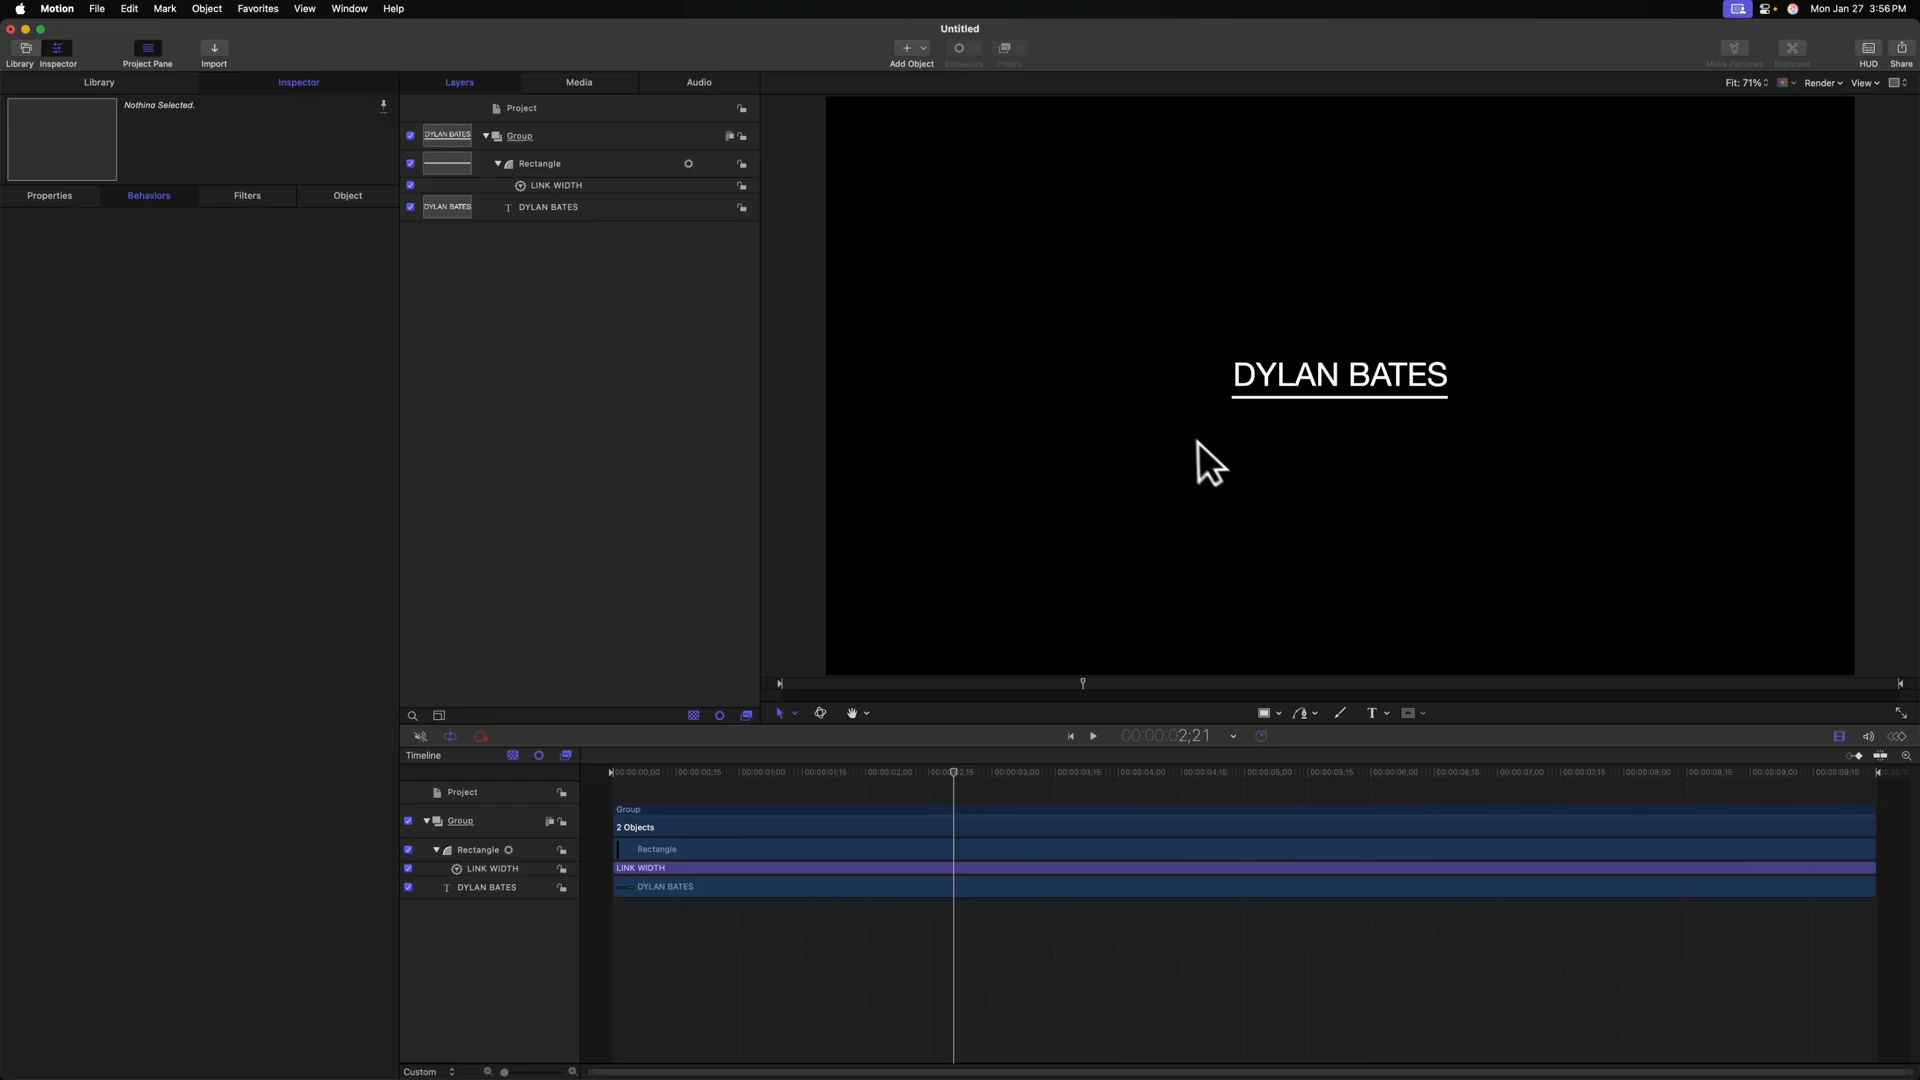 Motion File Edit Mark Object Favorites View Window Help Mon Jan 27 3:56 PM
Untitled
Library Inspector Project Pane Import Add Object Behaviors Filters Make Particles Replicate HUD Share
Library Inspector Layers Media Audio Fit: 71% Render View
Nothing Selected.
Project
DYLAN BATES Group
Rectangle
LINK WIDTH
DYLAN BATES DYLAN BATES
Properties Behaviors Filters Object
DYLAN BATES
T
00:00:02;21
Timeline
00:00:00;00 00:00:00;15 00:00:01;00 00:00:01;15 00:00:02;00 00:00:02;15 00:00:03;00 00:00:03;15 00:00:04;00 00:00:04;15 00:00:05;00 00:00:05;15 00:00:06;00 00:00:06;15 00:00:07;00 00:00:07;15 00:00:08;00 00:00:08;15 00:00:09;00 00:00:09;15
Project
Group
Group
2 Objects
Rectangle Rectangle
LINK WIDTH LINK WIDTH
T DYLAN BATES DYLAN BATES
Custom